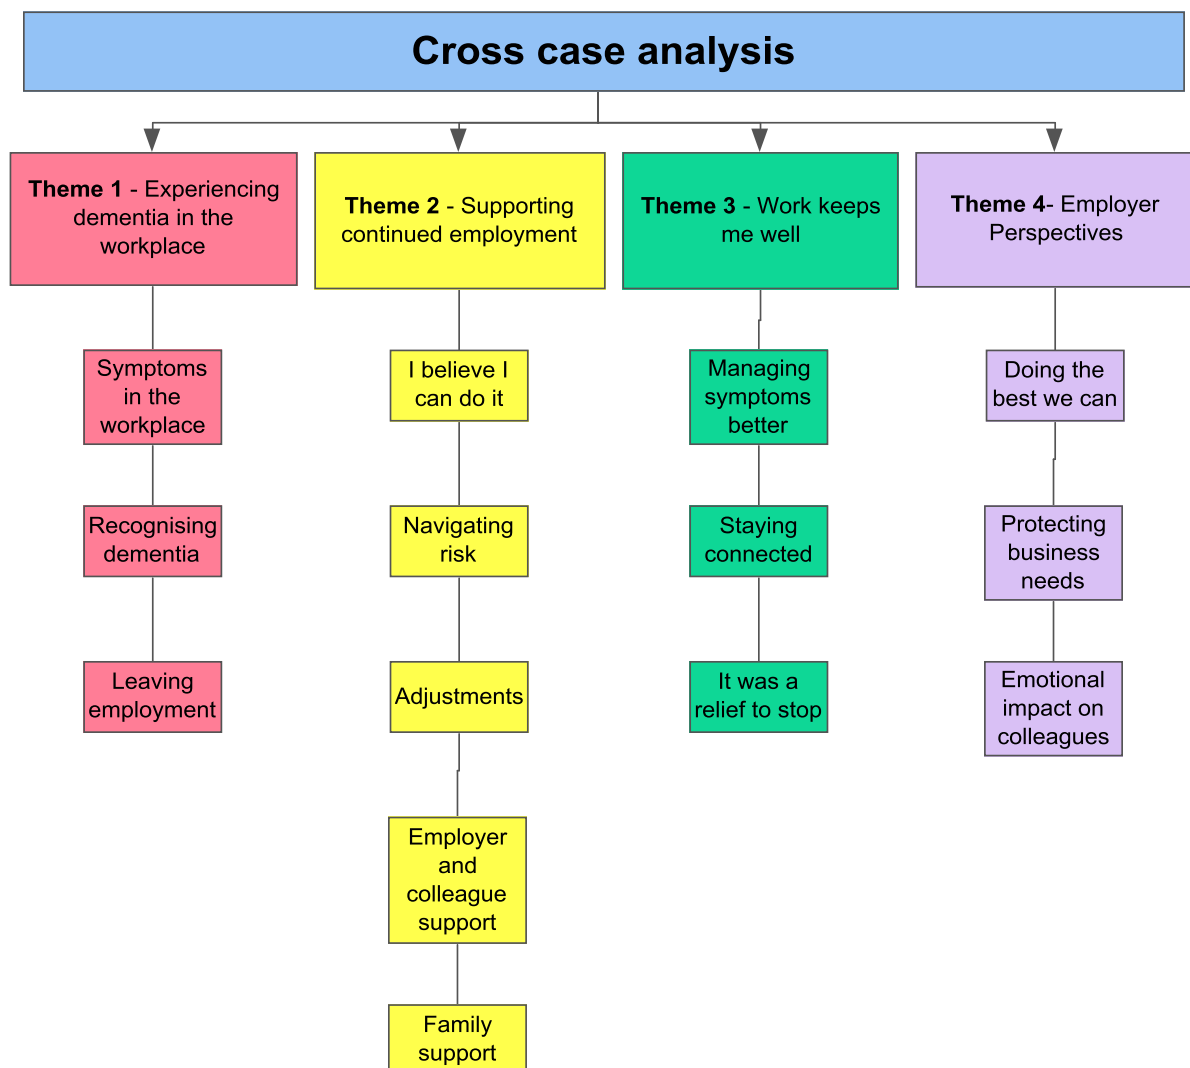 Cross case analysis
Theme 1 - Experiencing
dementia in the
workplace
Symptoms
in the
workplace
Recognising
dementia
Leaving
employment
Theme 2 - Supporting
continued employment
I believe I
can do it
Navigating
risk
Adjustments
Employer
and
colleague
support
Family
support
Theme 3 - Work keeps
me well
Managing
symptoms
better
Staying
connected
It was a
relief to stop
Theme 4- Employer
Perspectives
Doing the
best we can
Protecting
business
needs
Emotional
impact on
colleagues